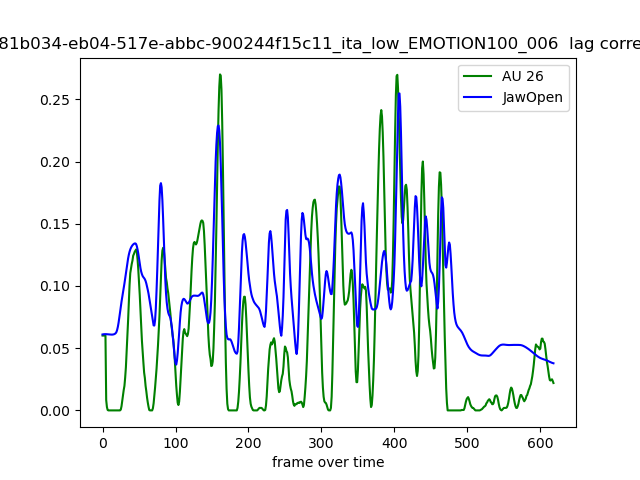 81b034-eb04-517e-abbc-900244f15c11_ita_low_EMOTION100_006 lag corre
AU 26
JawOpen
0.25
0.20
0.15
0.10
0.05
0.00
0 100 200 300 400 500 600
frame over time